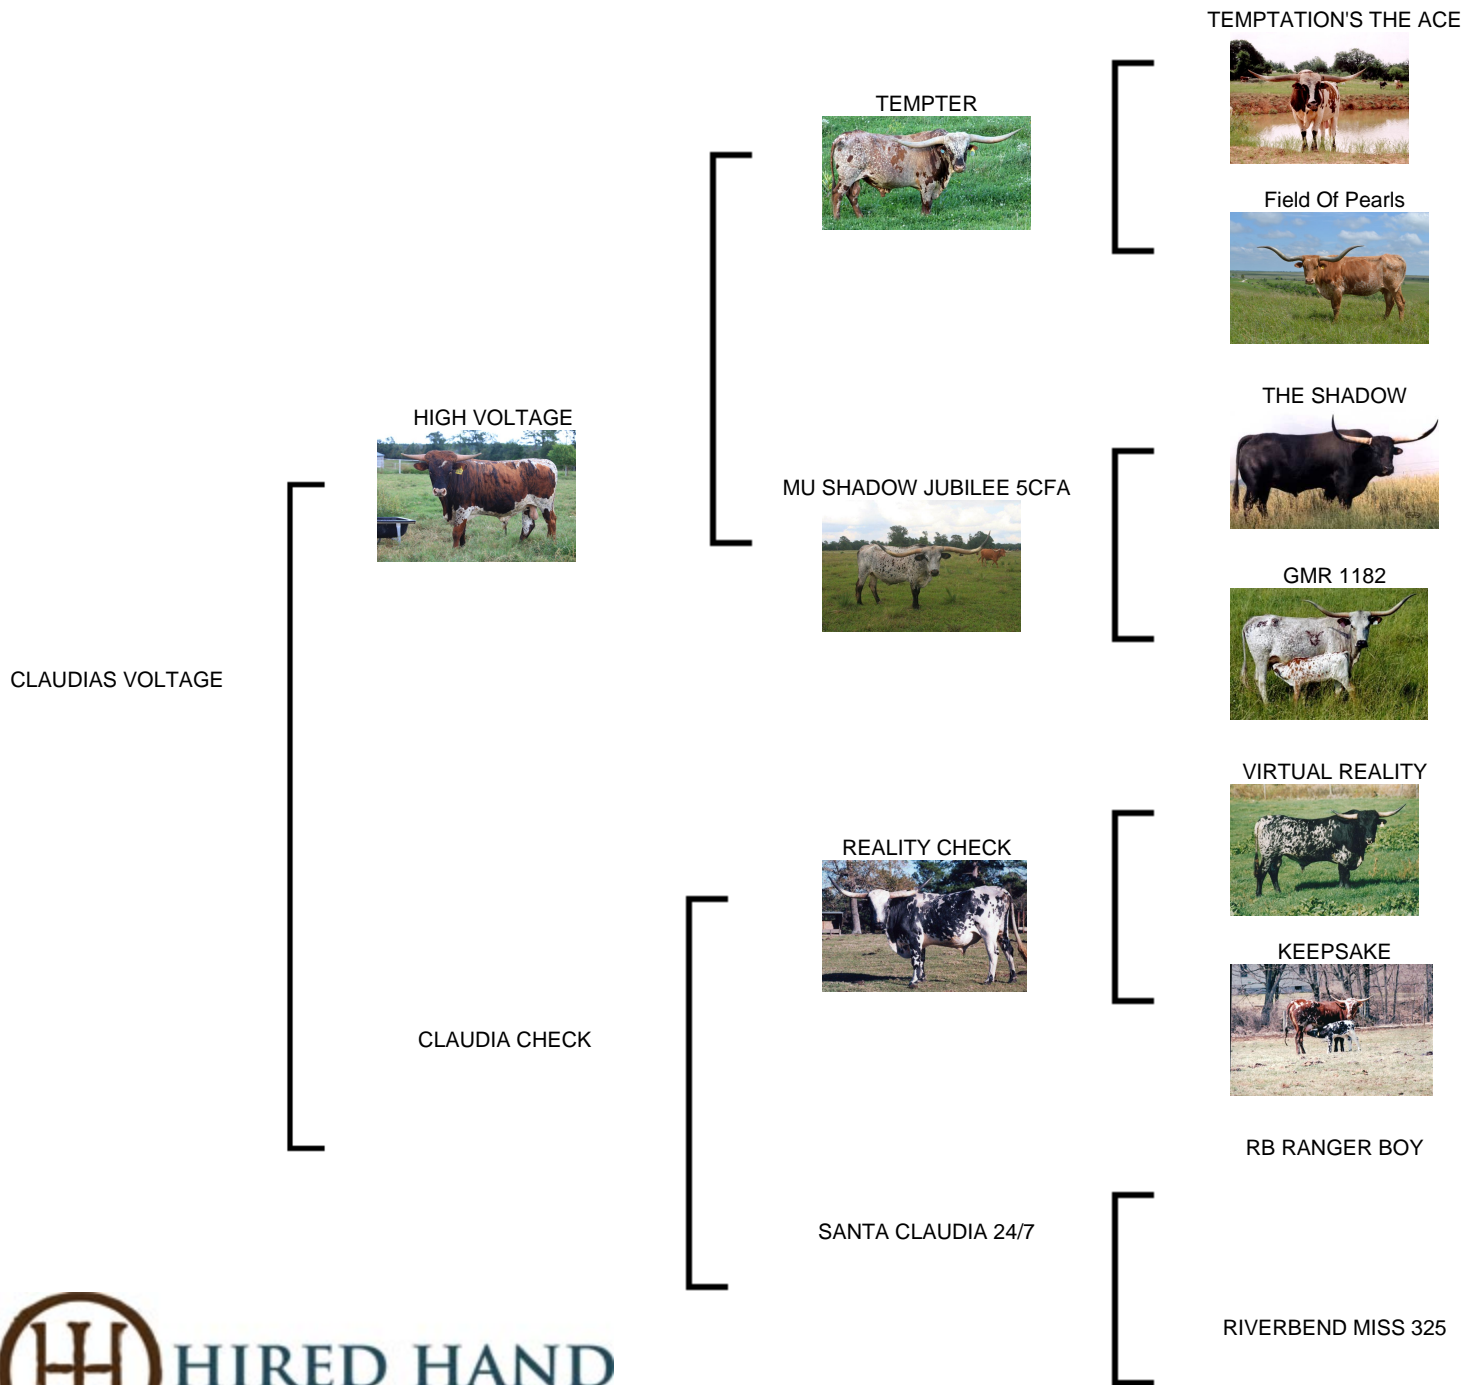 TEMPTATION'S THE ACE
TEMPTER
Field Of Pearls
HIGH VOLTAGE
THE SHADOW
MU SHADOW JUBILEE 5CFA
GMR 1182
CLAUDIAS VOLTAGE
VIRTUAL REALITY
REALITY CHECK
KEEPSAKE
CLAUDIA CHECK
RB RANGER BOY
SANTA CLAUDIA 24/7
RIVERBEND MISS 325
HIRED HAND